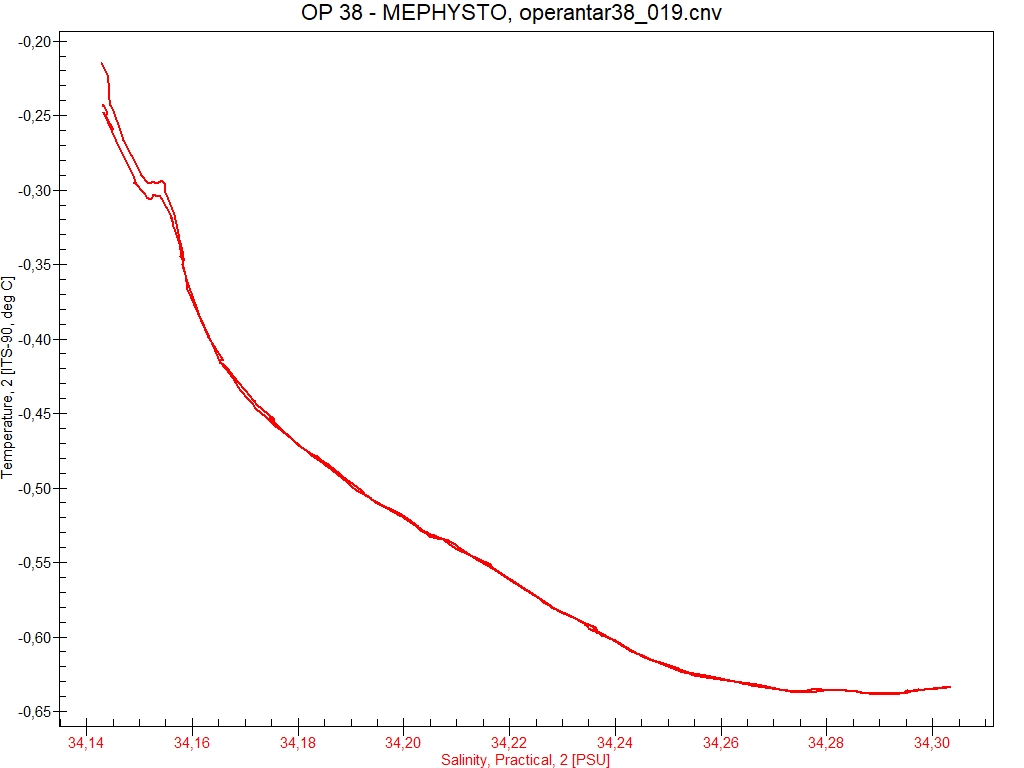 OP 38 - MEPHYSTO, operantar38_019.cnv
-0,20
-0,25
-0,30
-0,35
-0,40
-0,45
-0,50
-0,55
-0,60
-0,65
Temperature, 2 [ITS-90, deg C]
34,14 34,16 34,18 34,20 34,22 34,24 34,26 34,28 34,30
Salinity, Practical, 2 [PSU]